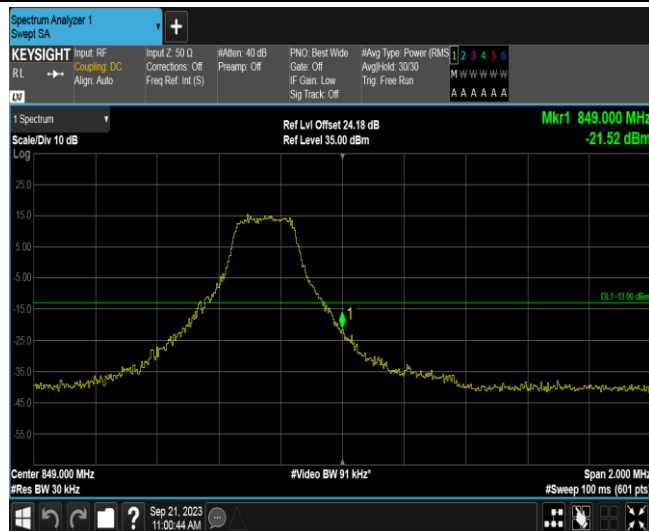 Spectrum Analyzer 1
Swept SA
+
KEYSIGHT
RL
LXI
Input: RF
Coupling: DC
Align: Auto
Input Z: 50 Ω
Corrections: Off
Freq Ref: Int (S)
#Atten: 40 dB
Preamp: Off
PNO: Best Wide
Gate: Off
IF Gain: Low
Sig Track: Off
#Avg Type: Power (RMS
Avg|Hold: 30/30
Trig: Free Run
1 2 3 4 5 6
M W W W W W
A A A A A A
1 Spectrum
Scale/Div 10 dB
Log
Ref Lvl Offset 24.18 dB
Ref Level 35.00 dBm
Mkr1 849.000 MHz
-21.52 dBm
25.0
15.0
5.00
-5.00
-15.0
-25.0
-35.0
-45.0
-55.0
DL1 -13.00 dBm
1
Center 849.000 MHz
#Res BW 30 kHz
#Video BW 91 kHz*
Span 2.000 MHz
#Sweep 100 ms (601 pts)
?
Sep 21, 2023
11:00:44 AM